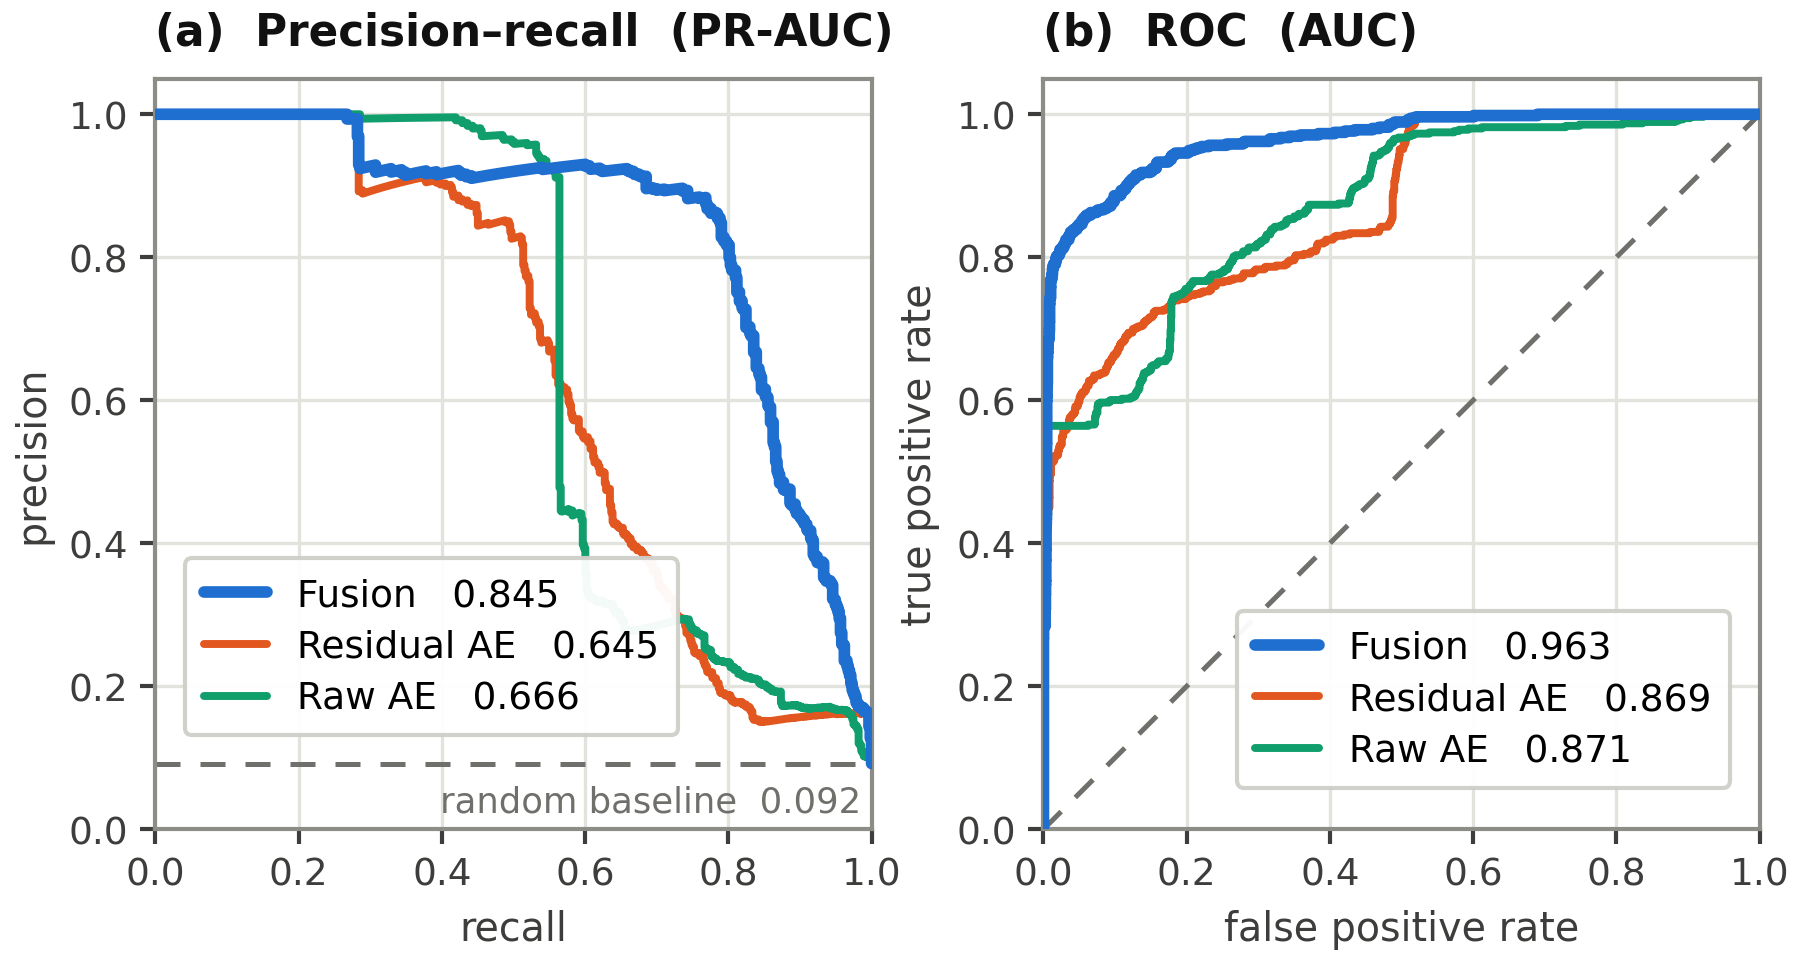 (a)  Precision–recall  (PR-AUC)
1.0
0.8
0.6
0.4
0.2
0.0
precision
Fusion   0.845
Residual AE   0.645
Raw AE   0.666
random baseline  0.092
0.0 0.2 0.4 0.6 0.8 1.0
recall
(b)  ROC  (AUC)
1.0
0.8
0.6
0.4
0.2
0.0
true positive rate
Fusion   0.963
Residual AE   0.869
Raw AE   0.871
0.0 0.2 0.4 0.6 0.8 1.0
false positive rate